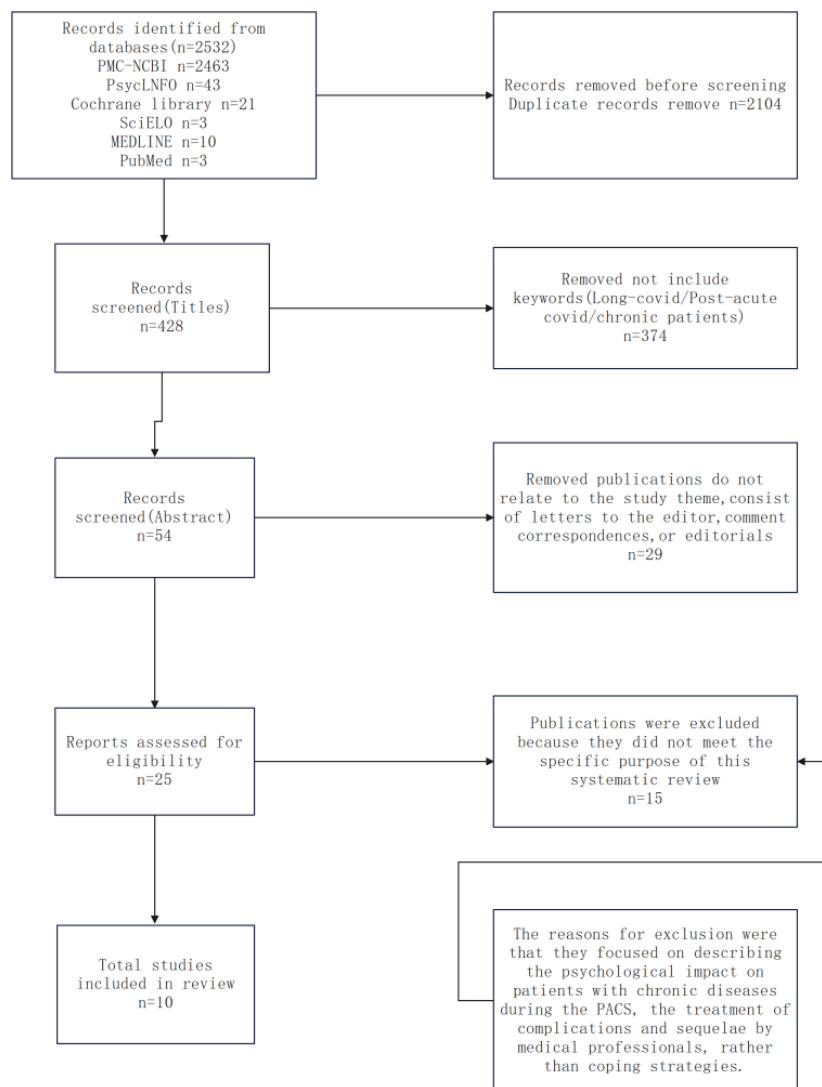 Records identified from
databases(n=2532)
PMC-NCBI n=2463
PsycLNFO n=43
Cochrane library n=21
SciELO n=3
MEDLINE n=10
PubMed n=3
Records removed before screening
Duplicate records remove n=2104
Records
screened(Titles)
n=428
Removed not include
keywords(Long-covid/Post-acute
covid/chronic patients)
n=374
Records
screened(Abstract)
n=54
Removed publications do not
relate to the study theme,consist
of letters to the editor,comment
correspondences,or editorials
n=29
Reports assessed for
eligibility
n=25
Publications were excluded
because they did not meet the
specific purpose of this
systematic review
n=15
Total studies
included in review
n=10
The reasons for exclusion were
that they focused on describing
the psychological impact on
patients with chronic diseases
during the PACS, the treatment of
complications and sequelae by
medical professionals, rather
than coping strategies.